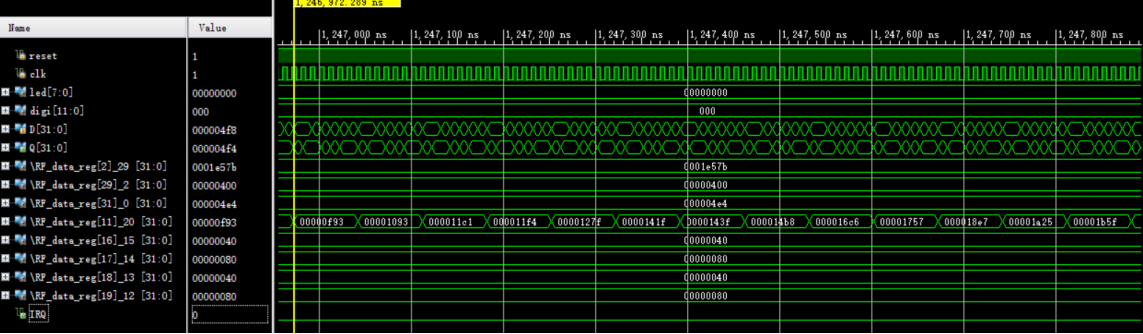 1,246,972.289 ns
Name Value
1,247,000 ns 1,247,100 ns 1,247,200 ns 1,247,300 ns 1,247,400 ns 1,247,500 ns 1,247,600 ns 1,247,700 ns 1,247,800 ns
reset 1
clk 1
led[7:0] 00000000 00000000
digi[11:0] 000 000
D[31:0] 000004f8
Q[31:0] 000004f4
\RF_data_reg[2]_29 [31:0] 0001e57b 0001e57b
\RF_data_reg[29]_2 [31:0] 00000400 00000400
\RF_data_reg[31]_0 [31:0] 000004e4 000004e4
\RF_data_reg[11]_20 [31:0] 00000f93 00000f93 00001093 000011c1 000011f4 0000127f 0000141f 0000143f 000014b8 000016c6 00001757 000018e7 00001a25 00001b5f
\RF_data_reg[16]_15 [31:0] 00000040 00000040
\RF_data_reg[17]_14 [31:0] 00000080 00000080
\RF_data_reg[18]_13 [31:0] 00000040 00000040
\RF_data_reg[19]_12 [31:0] 00000080 00000080
IRQ 0